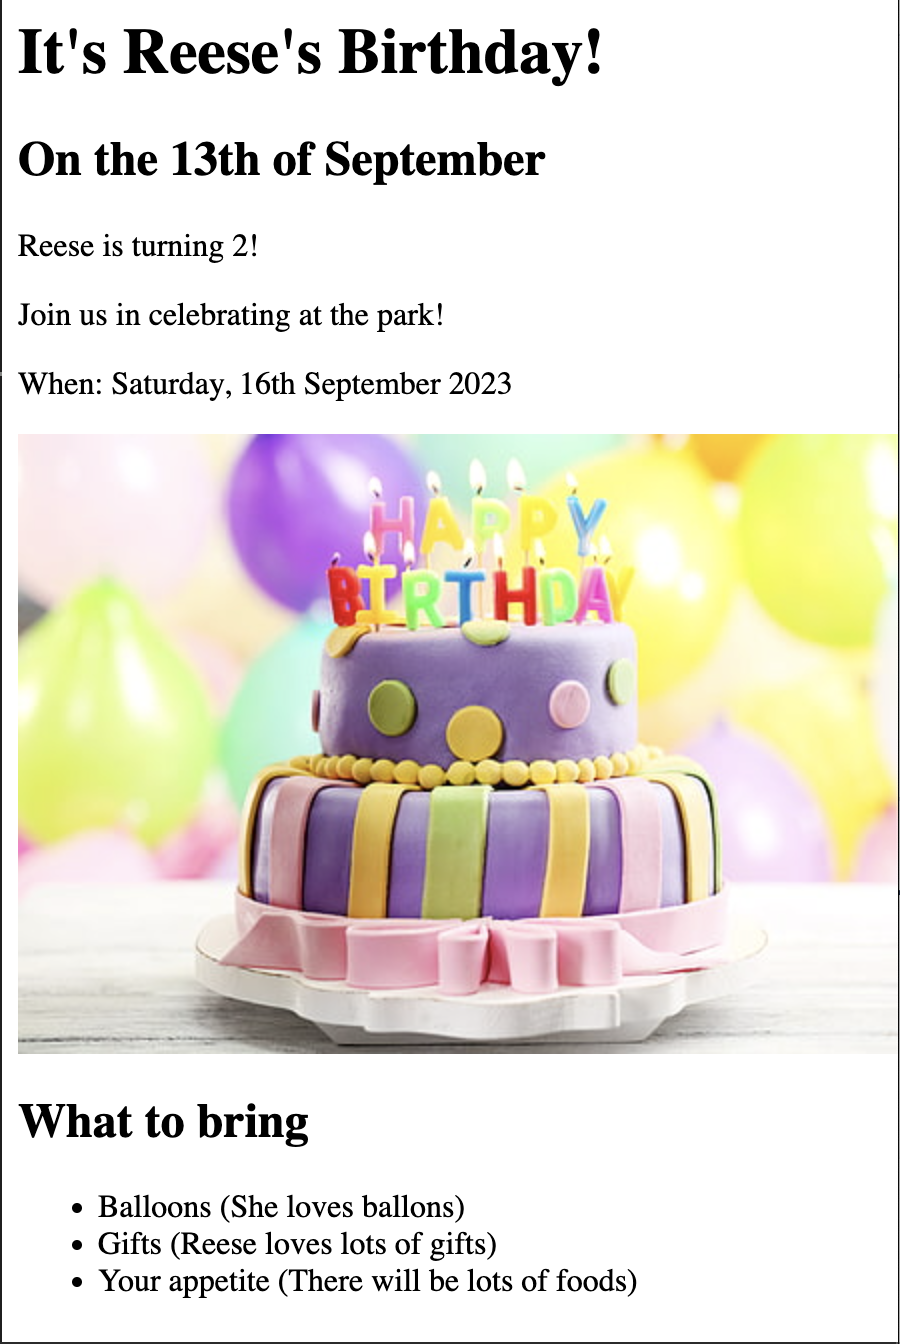 It's Reese's Birthday!
On the 13th of September
Reese is turning 2!
Join us in celebrating at the park!
When: Saturday, 16th September 2023
HAPPY
BIRTHDAY
What to bring
Balloons (She loves ballons)
Gifts (Reese loves lots of gifts)
Your appetite (There will be lots of foods)